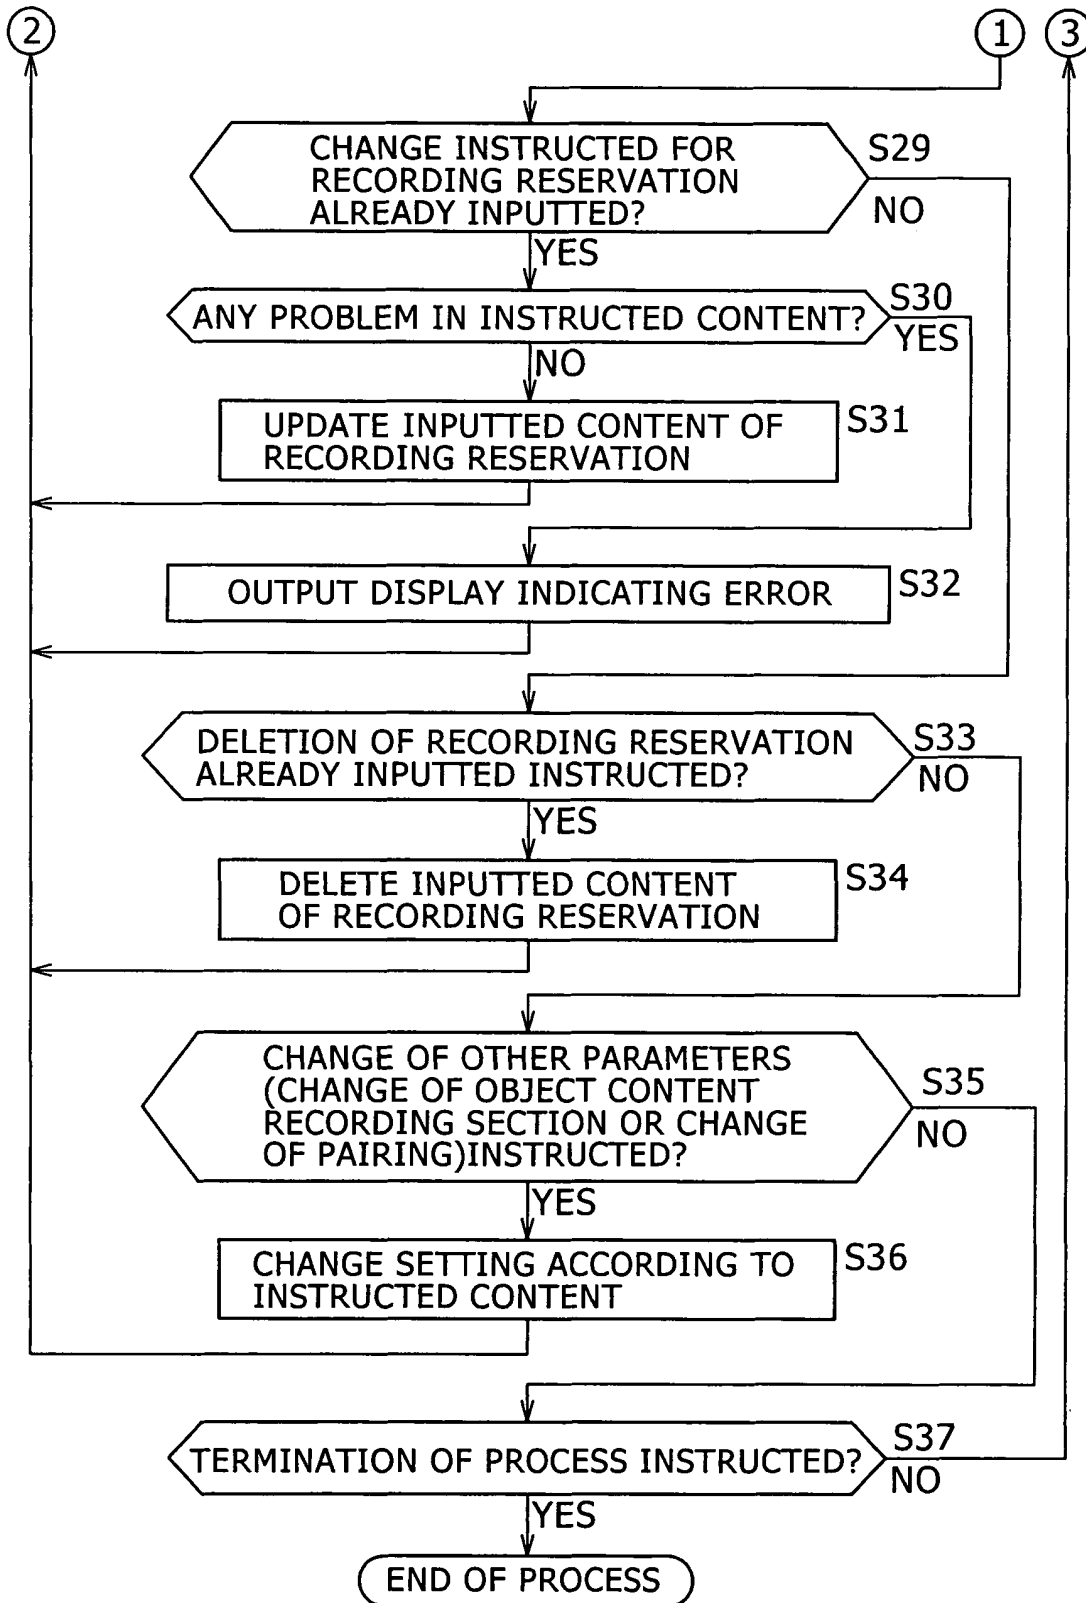 2
1
3
CHANGE INSTRUCTED FOR
RECORDING RESERVATION
ALREADY INPUTTED?
S29
NO
YES
ANY PROBLEM IN INSTRUCTED CONTENT?
S30
YES
NO
UPDATE INPUTTED CONTENT OF
RECORDING RESERVATION
S31
OUTPUT DISPLAY INDICATING ERROR
S32
DELETION OF RECORDING RESERVATION
ALREADY INPUTTED INSTRUCTED?
S33
NO
YES
DELETE INPUTTED CONTENT
OF RECORDING RESERVATION
S34
CHANGE OF OTHER PARAMETERS
(CHANGE OF OBJECT CONTENT
RECORDING SECTION OR CHANGE
OF PAIRING)INSTRUCTED?
S35
NO
YES
CHANGE SETTING ACCORDING TO
INSTRUCTED CONTENT
S36
TERMINATION OF PROCESS INSTRUCTED?
S37
NO
YES
END OF PROCESS